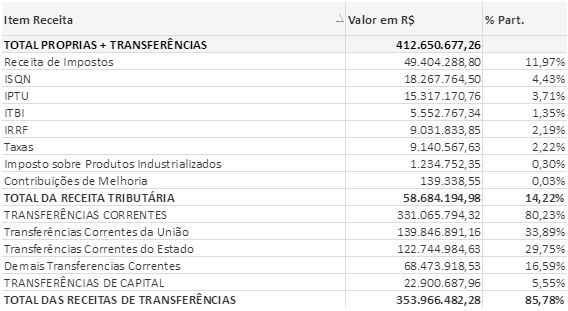 Item Receita Valor em R$ % Part.
TOTAL PROPRIAS + TRANSFERÊNCIAS 412.650.677,26
Receita de Impostos 49.404.288,80 11,97%
ISQN 18.267.764,50 4,43%
IPTU 15.317.170,76 3,71%
ITBI 5.552.767,34 1,35%
IRRF 9.031.833,85 2,19%
Taxas 9.140.567,63 2,22%
Imposto sobre Produtos Industrializados 1.234.752,35 0,30%
Contribuições de Melhoria 139.338,55 0,03%
TOTAL DA RECEITA TRIBUTÁRIA 58.684.194,98 14,22%
TRANSFERÊNCIAS CORRENTES 331.065.794,32 80,23%
Transferências Correntes da União 139.846.891,16 33,89%
Transferências Correntes do Estado 122.744.984,63 29,75%
Demais Transferencias Correntes 68.473.918,53 16,59%
TRANSFERÊNCIAS DE CAPITAL 22.900.687,96 5,55%
TOTAL DAS RECEITAS DE TRANSFERÊNCIAS 353.966.482,28 85,78%